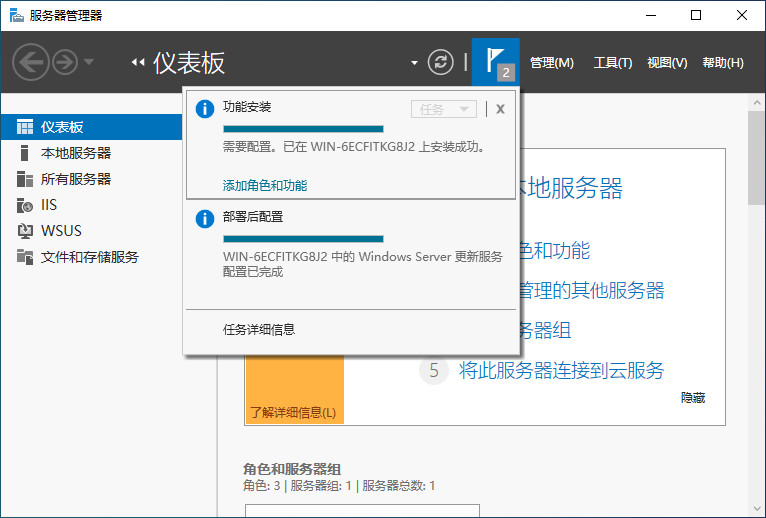 服务器管理器
仪表板
2
管理(M)
工具(T)
视图(V)
帮助(H)
仪表板
本地服务器
所有服务器
IIS
WSUS
文件和存储服务
功能安装
任务
X
需要配置。已在 WIN-6ECFITKG8J2 上安装成功。
添加角色和功能
部署后配置
WIN-6ECFITKG8J2 中的 Windows Server 更新服务
配置已完成
任务详细信息
本地服务器
色和功能
管理的其他服务器
务器组
5 将此服务器连接到云服务
了解详细信息(L)
隐藏
角色和服务器组
角色: 3 | 服务器组: 1 | 服务器总数: 1